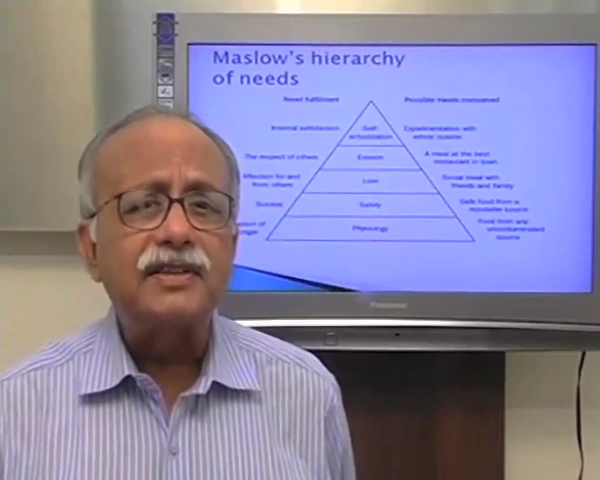 Maslow's hierarchy
of needs
Need fulfilment
Possible meals consumed
Internal satisfaction
Self-
actualization
Experimentation with
ethnic cuisine
The respect of others
Esteem
A meal at the best
restaurant in town
Affection for and
from others
Love
Social meal with
friends and family
Survival
Safety
Safe food from a
reputable source
of
Physiology
Food from any
uncontaminated
source
Panasonic